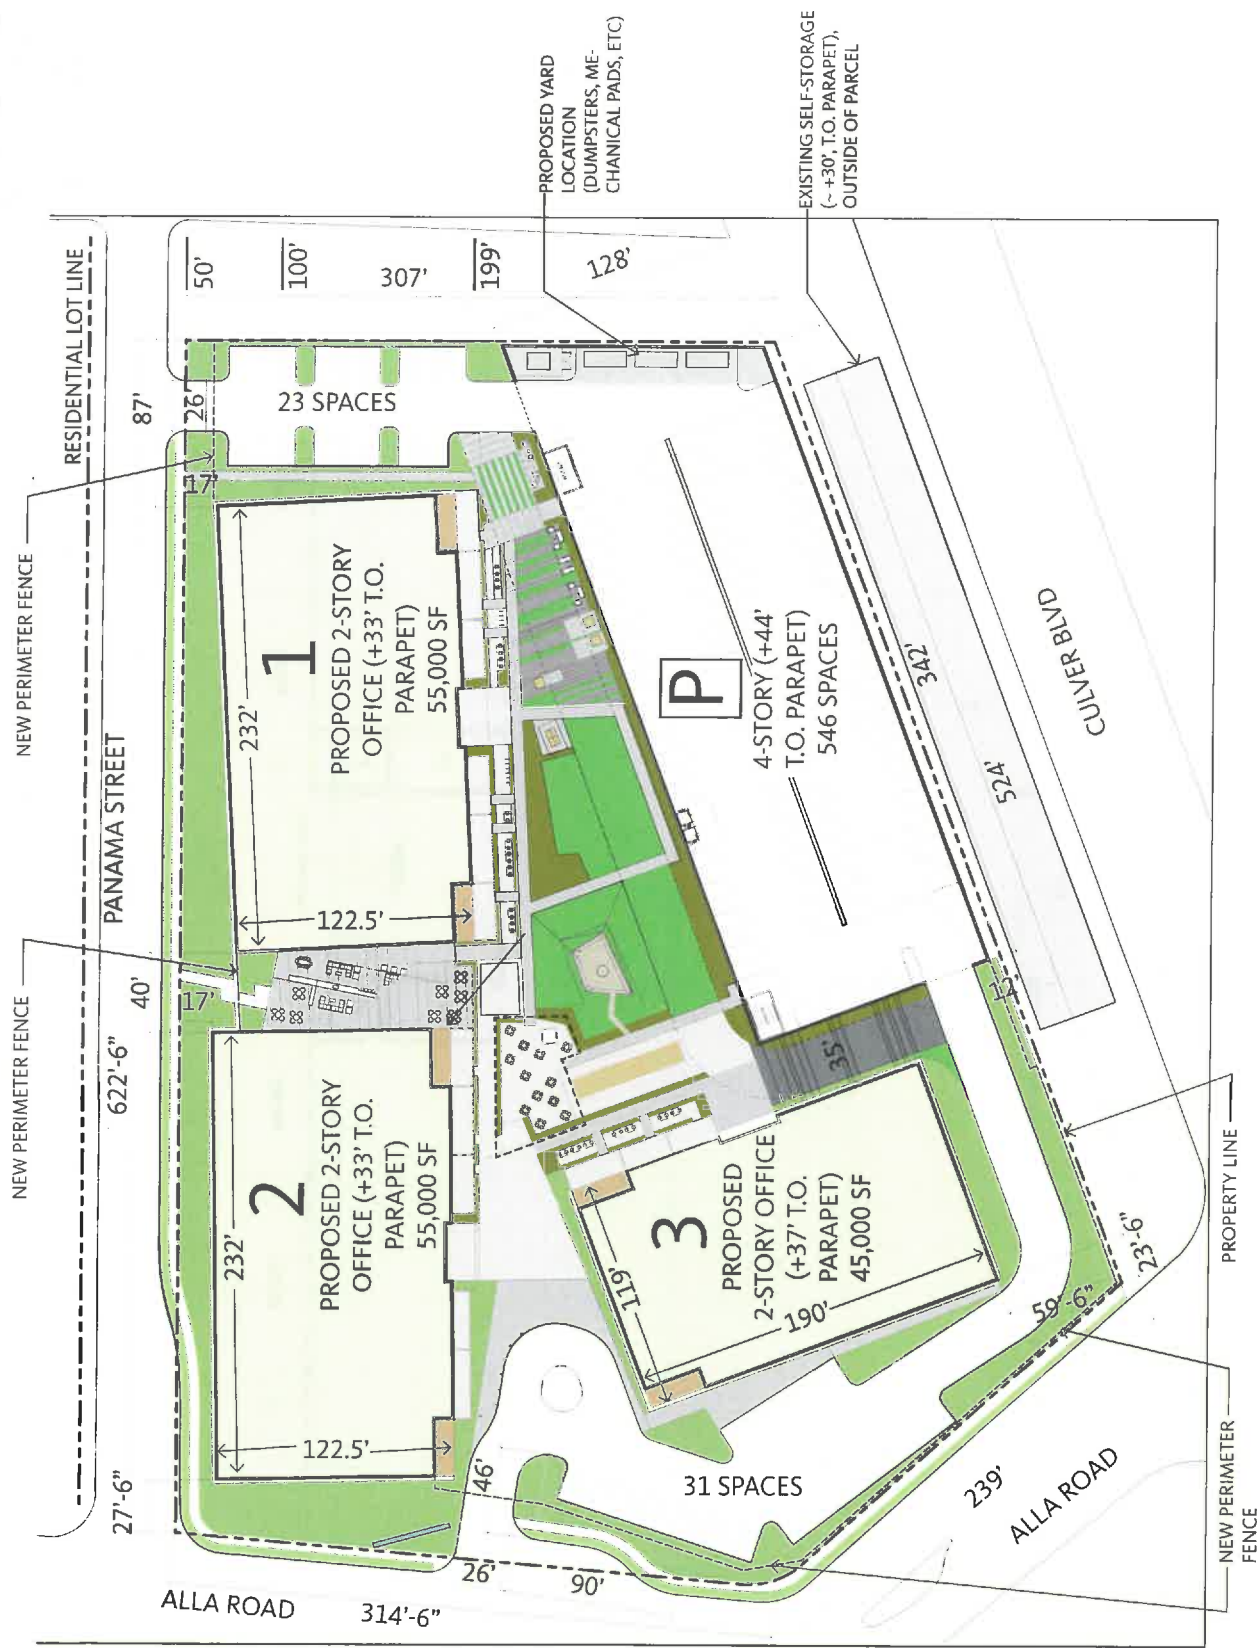 NEW PERIMETER FENCE
NEW PERIMETER FENCE
RESIDENTIAL LOT LINE
PANAMA STREET
27'-6"
622'-6"
40'
87'
17'
17'
26'
50'
100'
307'
199'
128'
23 SPACES
PROPOSED YARD
LOCATION
(DUMPSTERS, ME-
CHANICAL PADS, ETC)
EXISTING SELF-STORAGE
(~ +30', T.O. PARAPET),
OUTSIDE OF PARCEL
232'
122.5'
1
PROPOSED 2-STORY
OFFICE (+33' T.O.
PARAPET)
55,000 SF
232'
122.5'
2
PROPOSED 2-STORY
OFFICE (+33' T.O.
PARAPET)
55,000 SF
P
4-STORY (+44'
T.O. PARAPET)
546 SPACES
342'
524'
CULVER BLVD
12'
35'
119'
190'
3
PROPOSED
2-STORY OFFICE
(+37' T.O.
PARAPET)
45,000 SF
46'
31 SPACES
26'
90'
ALLA ROAD
314'-6"
239'
ALLA ROAD
59'-6"
23'-6"
PROPERTY LINE
NEW PERIMETER
FENCE